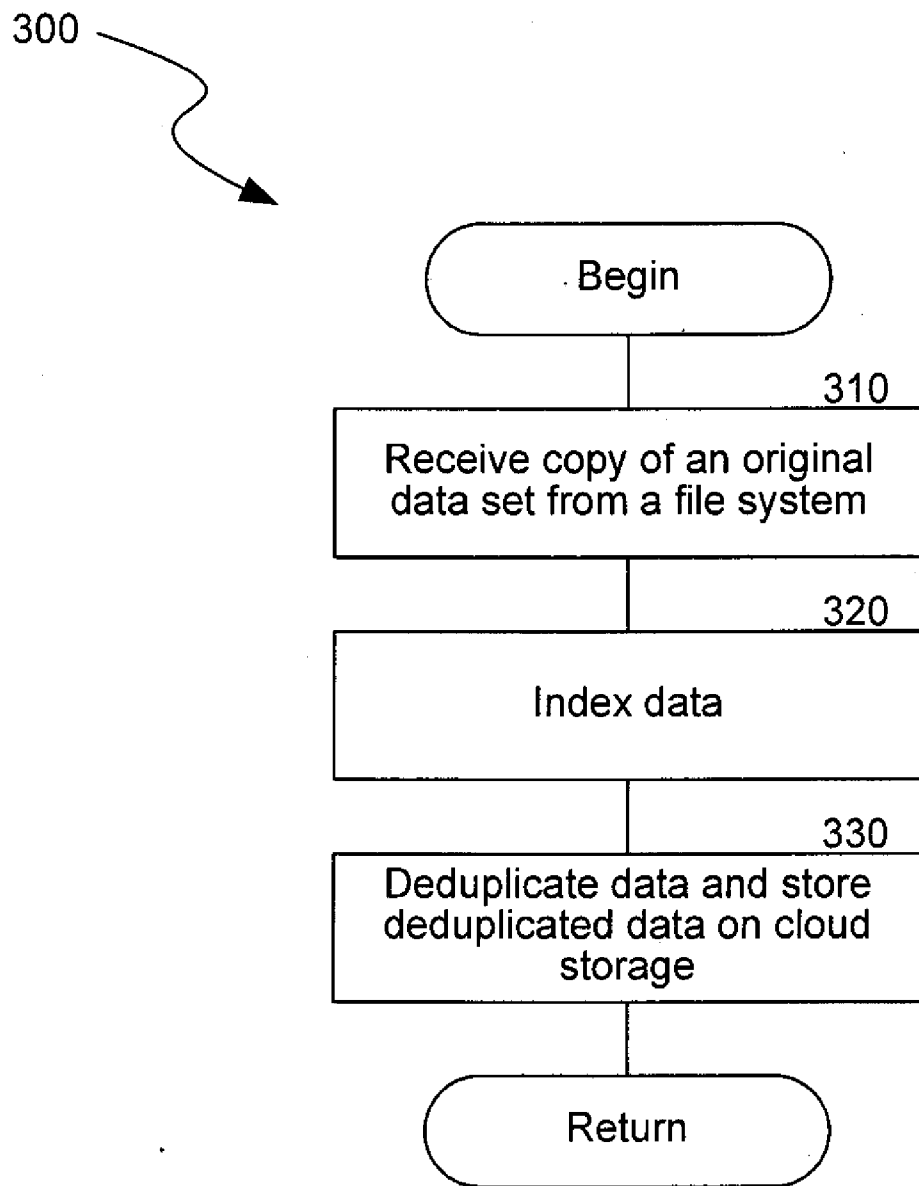 300
Begin
310
Receive copy of an original
data set from a file system
320
Index data
330
Deduplicate data and store
deduplicated data on cloud
storage
Return